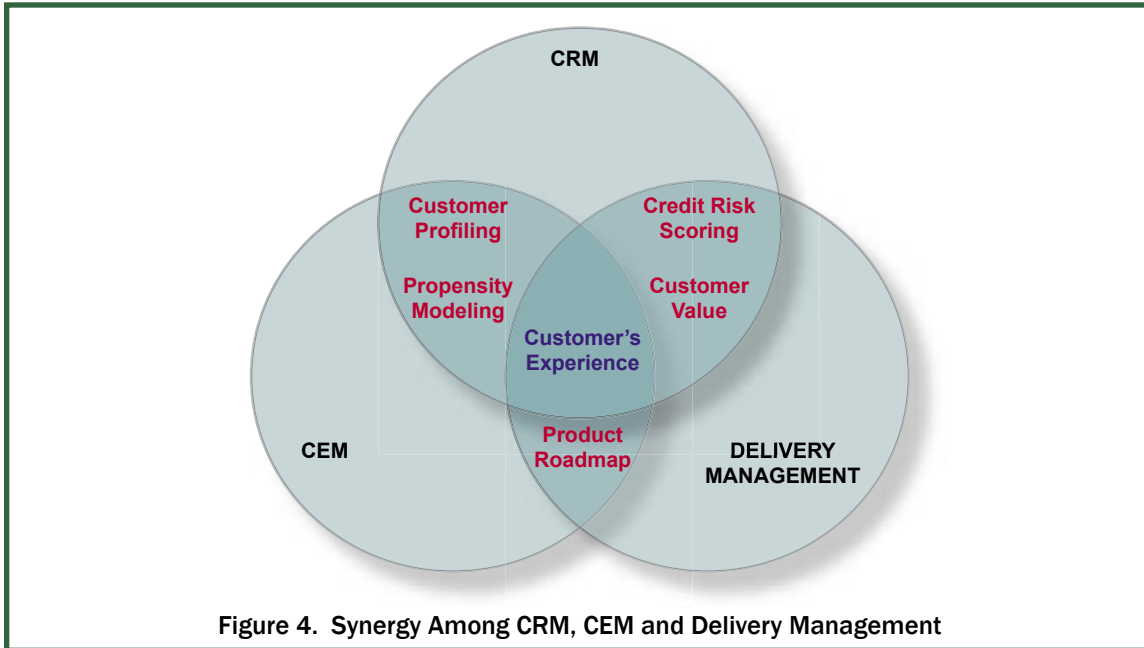 CRM
Customer
Profiling
Credit Risk
Scoring
Propensity
Modeling
Customer
Value
Customer’s
Experience
CEM
Product
Roadmap
DELIVERY
MANAGEMENT
Figure 4. Synergy Among CRM, CEM and Delivery Management